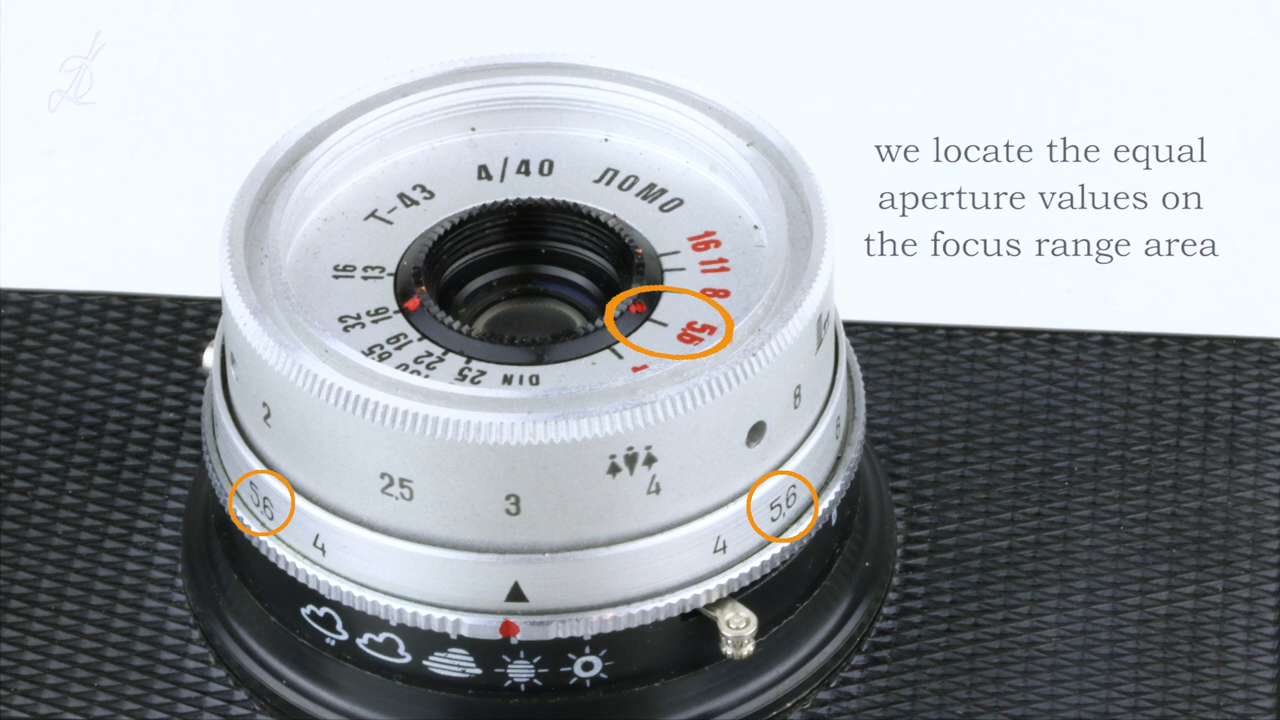 we locate the equal
aperture values on
the focus range area
T-43 4/40 ЛОМО
16 11 8 5,6
16 13
32 16
65 19
22
25 DIN
2 2,5 3 4 8
5,6 4 4 5,6 8